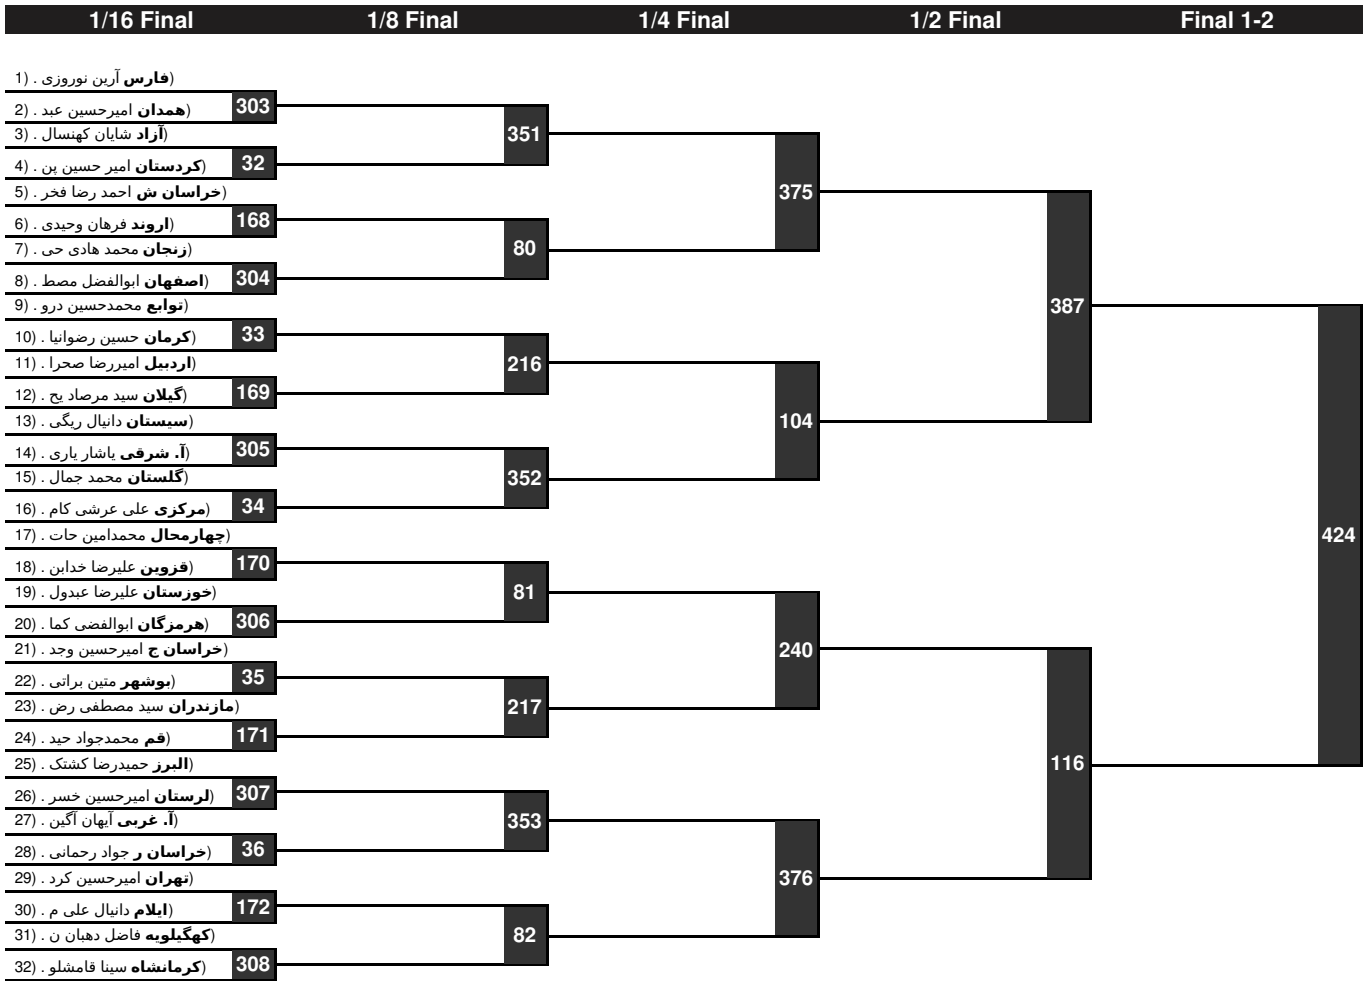 1/16 Final 1/8 Final 1/4 Final 1/2 Final Final 1-2
1) . فارس آرین نوروزی)
303
2) . همدان امیرحسین عبد)
351
3) . آزاد شایان کهنسال)
32
4) . کردستان امیر حسین پن)
375
5) . خراسان ش احمد رضا فخر)
168
6) . اروند فرهان وحیدی)
80
7) . زنجان محمد هادی حی)
304
8) . اصفهان ابوالفضل مصط)
387
9) . توابع محمدحسین درو)
33
10) . کرمان حسین رضوانیا)
216
11) . اردبیل امیررضا صحرا)
169
12) . گیلان سید مرصاد یح)
104
13) . سیستان دانیال ریگی)
305
14) . آ. شرقی یاشار یاری)
352
15) . گلستان محمد جمال)
34
16) . مرکزی علی عرشی کام)
424
17) . چهارمحال محمدامین حات)
170
18) . قزوین علیرضا خدابن)
81
19) . خوزستان علیرضا عبدول)
306
20) . هرمزگان ابوالفضی کما)
240
21) . خراسان ج امیرحسین وجد)
35
22) . بوشهر متین براتی)
217
23) . مازندران سید مصطفی رض)
171
24) . قم محمدجواد حید)
116
25) . البرز حمیدرضا کشتک)
307
26) . لرستان امیرحسین خسر)
353
27) . آ. غربی آیهان آگین)
36
28) . خراسان ر جواد رحمانی)
376
29) . تهران امیرحسین کرد)
172
30) . ایلام دانیال علی م)
82
31) . کهگیلویه فاضل دهبان ن)
308
32) . کرمانشاه سینا قامشلو)